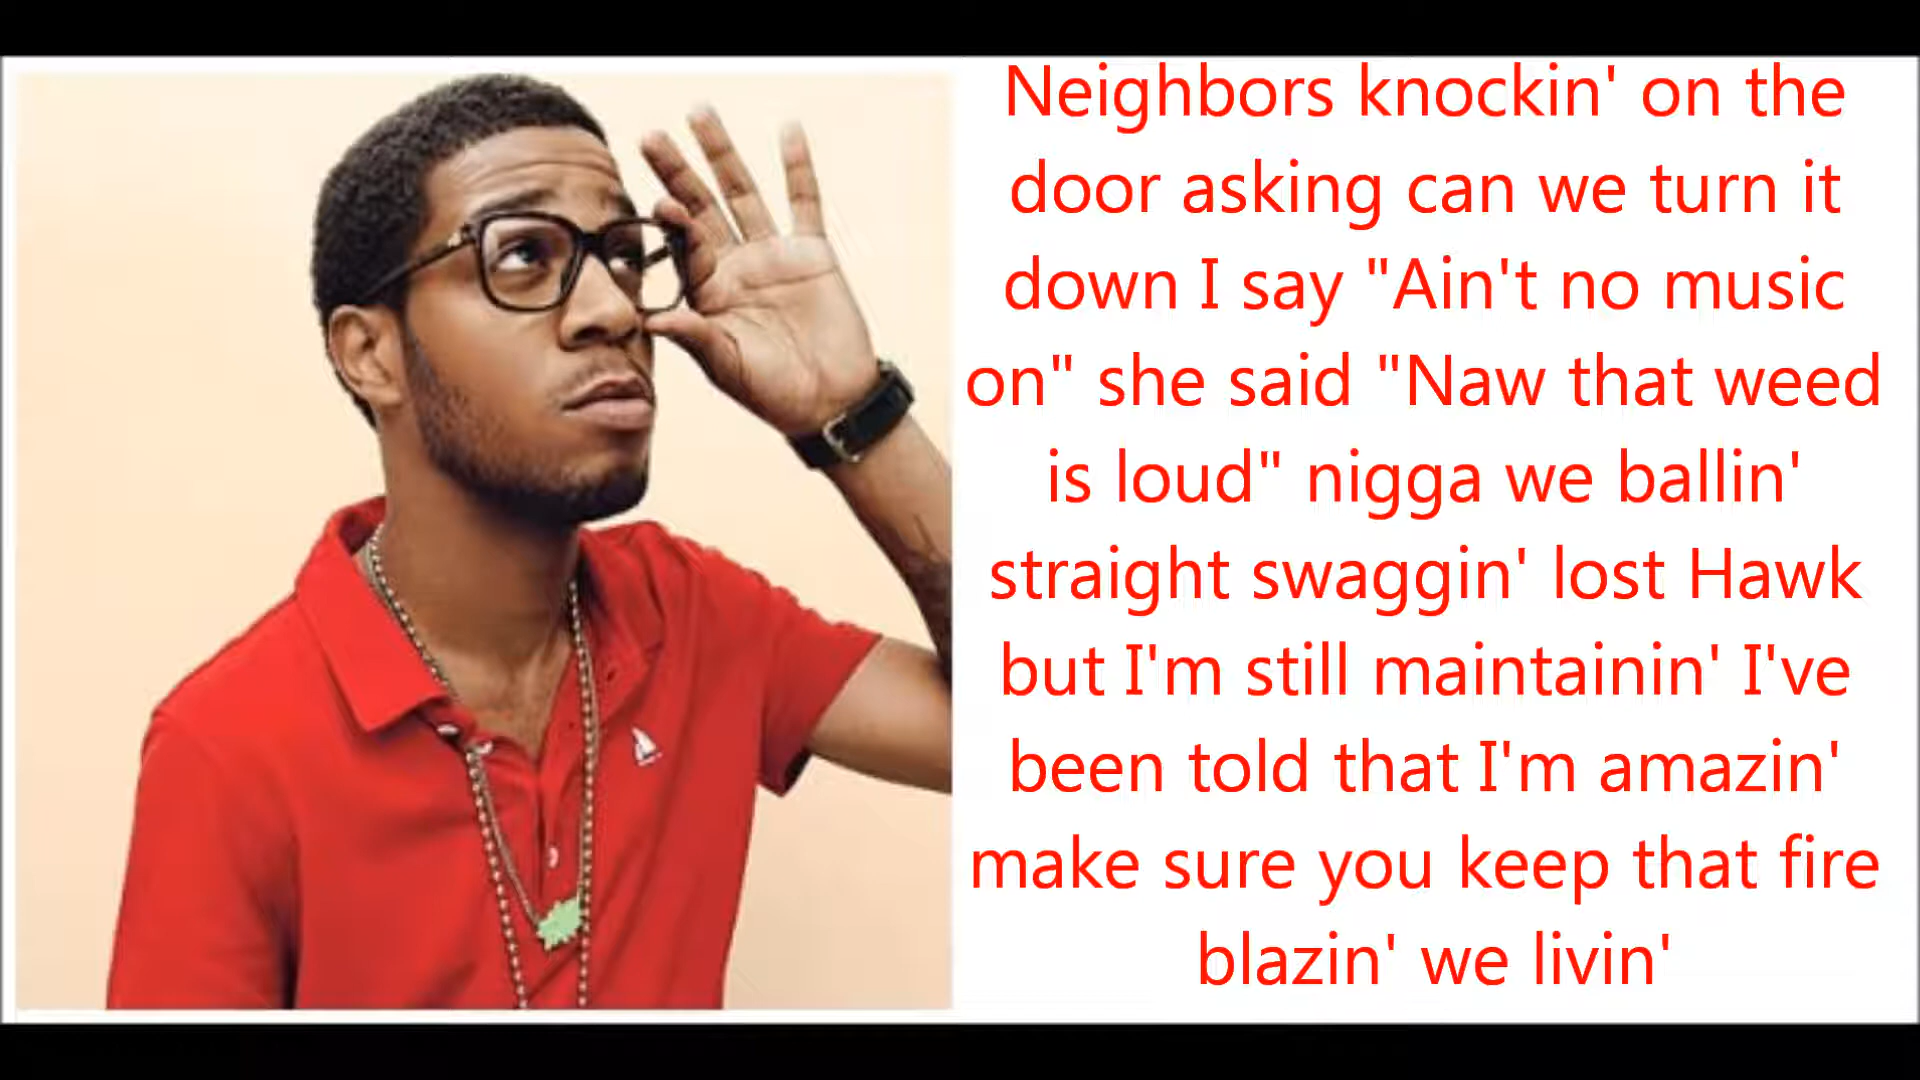 Neighbors knockin' on the
door asking can we turn it
down I say "Ain't no music
on" she said "Naw that weed
is loud" nigga we ballin'
straight swaggin' lost Hawk
but I'm still maintainin' I've
been told that I'm amazin'
make sure you keep that fire
blazin' we livin'